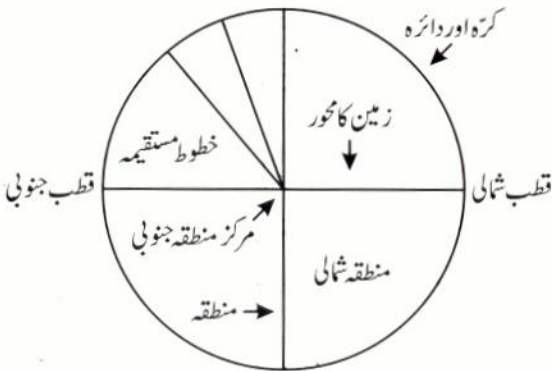 کرّہ اور دائرہ
زمین کا محور
خطوط مستقیمہ
قطب شمالی
قطب جنوبی
مرکز منطقہ جنوبی
منطقہ شمالی
منطقہ